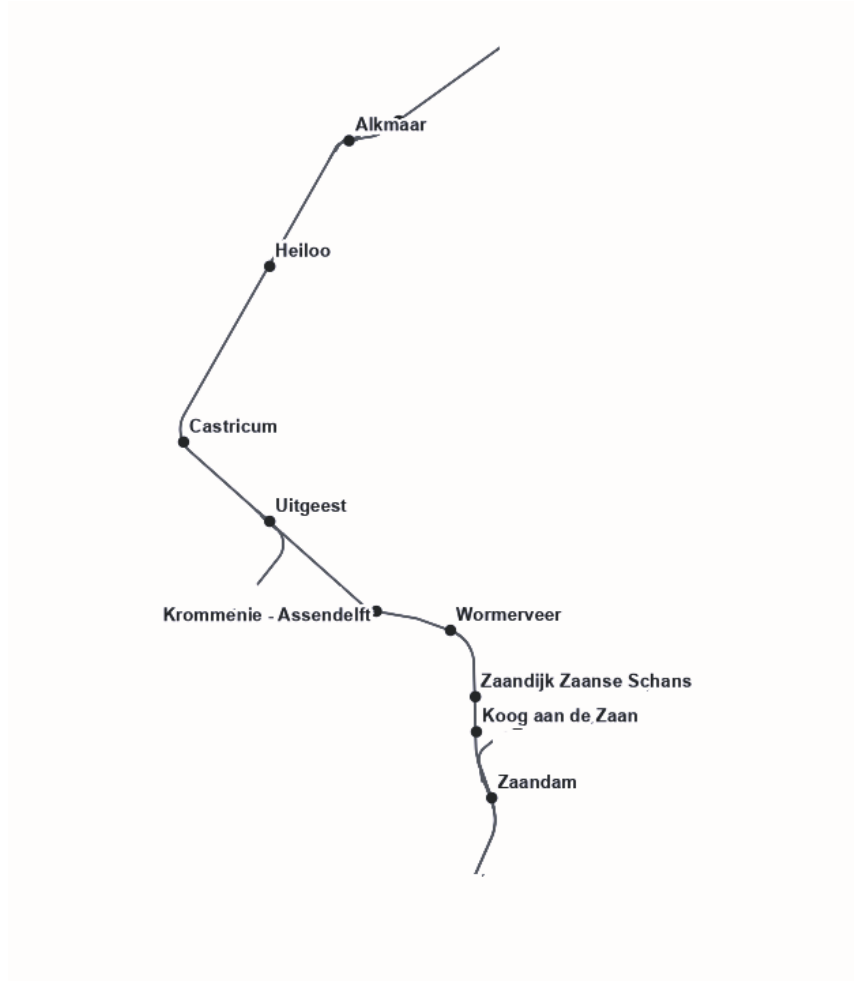 Alkmaar
Heiloo
Castricum
Uitgeest
Krommenie - Assendelft
Wormerveer
Zaandijk Zaanse Schans
Koog aan de Zaan
Zaandam